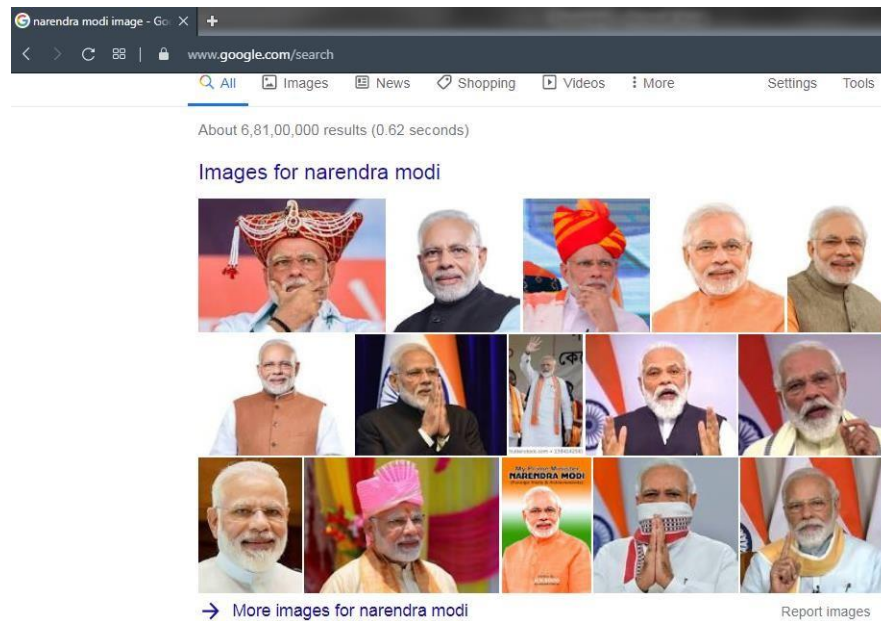 narendra modi image - Goo
www.google.com/search
All Images News Shopping Videos More Settings Tools
About 6,81,00,000 results (0.62 seconds)
Images for narendra modi
My Prime Minister
NARENDRA MODI
More images for narendra modi
Report images